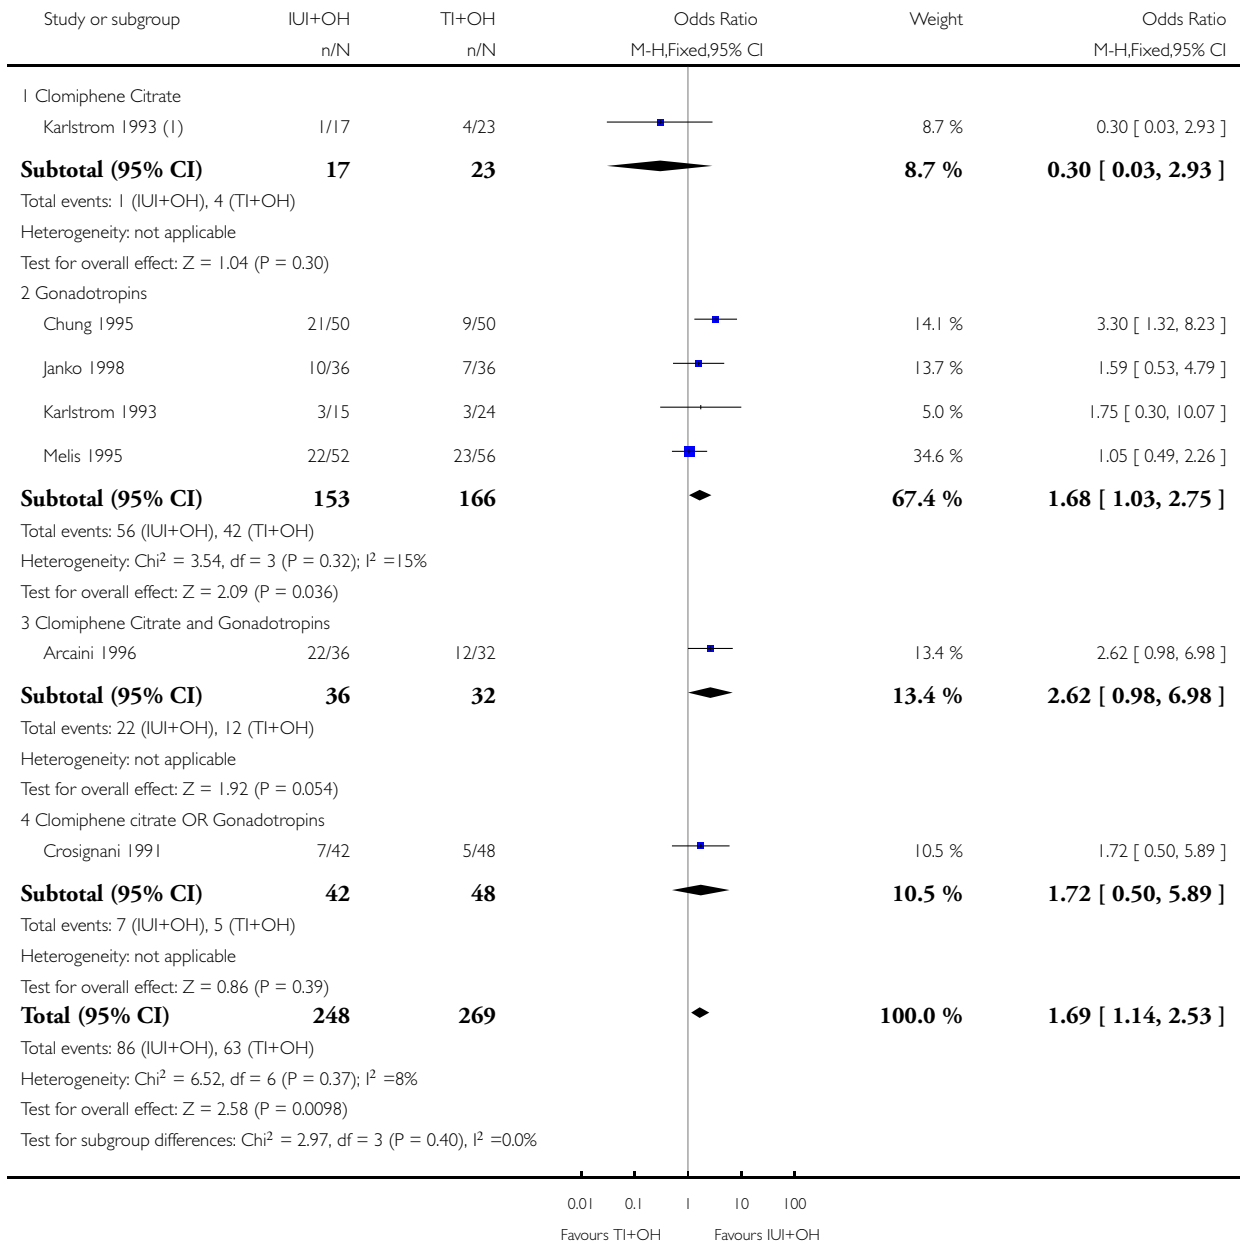 Study or subgroup IUI+OH TI+OH Odds Ratio Weight Odds Ratio
n/N n/N M-H,Fixed,95% CI M-H,Fixed,95% CI
1 Clomiphene Citrate
Karlstrom 1993 (1) 1/17 4/23 8.7 % 0.30 [ 0.03, 2.93 ]
Subtotal (95% CI) 17 23 8.7 % 0.30 [ 0.03, 2.93 ]
Total events: 1 (IUI+OH), 4 (TI+OH)
Heterogeneity: not applicable
Test for overall effect: Z = 1.04 (P = 0.30)
2 Gonadotropins
Chung 1995 21/50 9/50 14.1 % 3.30 [ 1.32, 8.23 ]
Janko 1998 10/36 7/36 13.7 % 1.59 [ 0.53, 4.79 ]
Karlstrom 1993 3/15 3/24 5.0 % 1.75 [ 0.30, 10.07 ]
Melis 1995 22/52 23/56 34.6 % 1.05 [ 0.49, 2.26 ]
Subtotal (95% CI) 153 166 67.4 % 1.68 [ 1.03, 2.75 ]
Total events: 56 (IUI+OH), 42 (TI+OH)
Heterogeneity: Chi² = 3.54, df = 3 (P = 0.32); I² =15%
Test for overall effect: Z = 2.09 (P = 0.036)
3 Clomiphene Citrate and Gonadotropins
Arcaini 1996 22/36 12/32 13.4 % 2.62 [ 0.98, 6.98 ]
Subtotal (95% CI) 36 32 13.4 % 2.62 [ 0.98, 6.98 ]
Total events: 22 (IUI+OH), 12 (TI+OH)
Heterogeneity: not applicable
Test for overall effect: Z = 1.92 (P = 0.054)
4 Clomiphene citrate OR Gonadotropins
Crosignani 1991 7/42 5/48 10.5 % 1.72 [ 0.50, 5.89 ]
Subtotal (95% CI) 42 48 10.5 % 1.72 [ 0.50, 5.89 ]
Total events: 7 (IUI+OH), 5 (TI+OH)
Heterogeneity: not applicable
Test for overall effect: Z = 0.86 (P = 0.39)
Total (95% CI) 248 269 100.0 % 1.69 [ 1.14, 2.53 ]
Total events: 86 (IUI+OH), 63 (TI+OH)
Heterogeneity: Chi² = 6.52, df = 6 (P = 0.37); I² =8%
Test for overall effect: Z = 2.58 (P = 0.0098)
Test for subgroup differences: Chi² = 2.97, df = 3 (P = 0.40), I² =0.0%
0.01 0.1 1 10 100
Favours TI+OH Favours IUI+OH